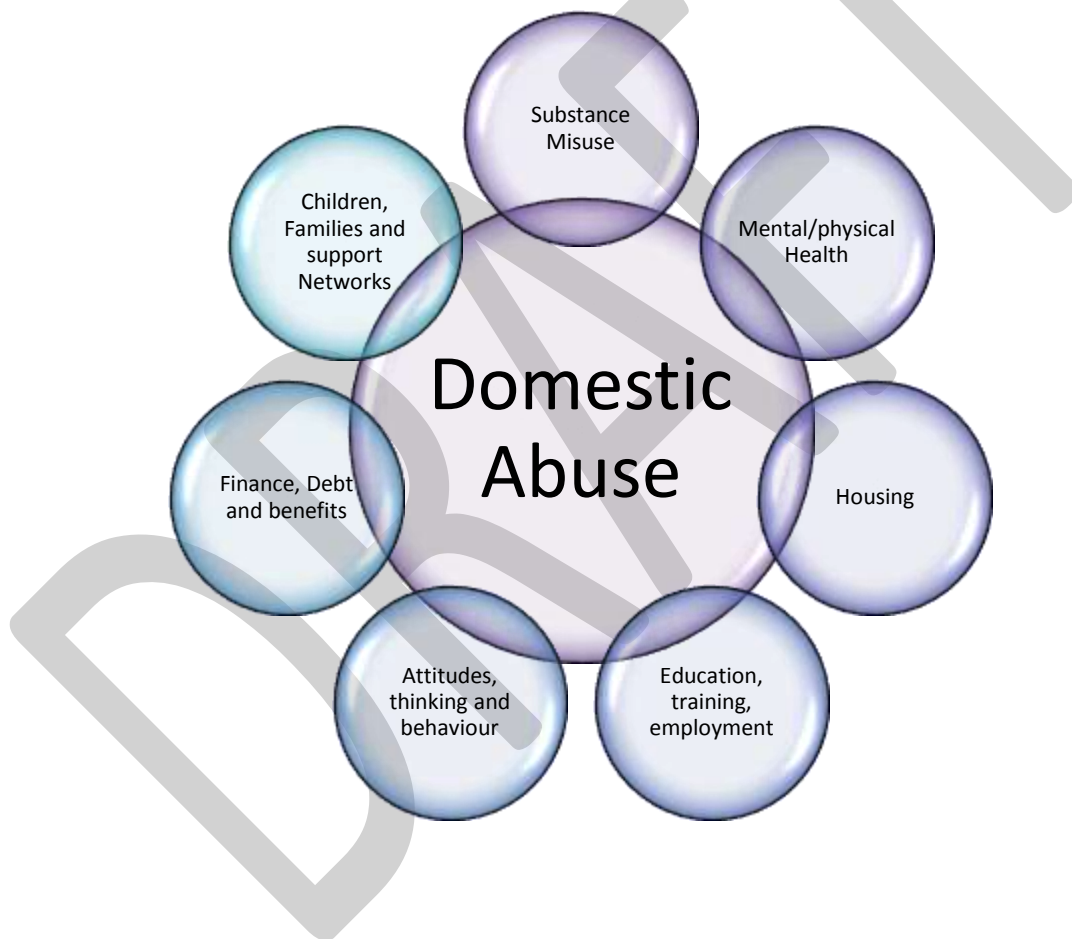 Substance
Misuse
Mental/physical
Health
Housing
Education,
training,
employment
Attitudes,
thinking and
behaviour
Finance, Debt
and benefits
Children,
Families and
support
Networks
Domestic
Abuse
DRAFT